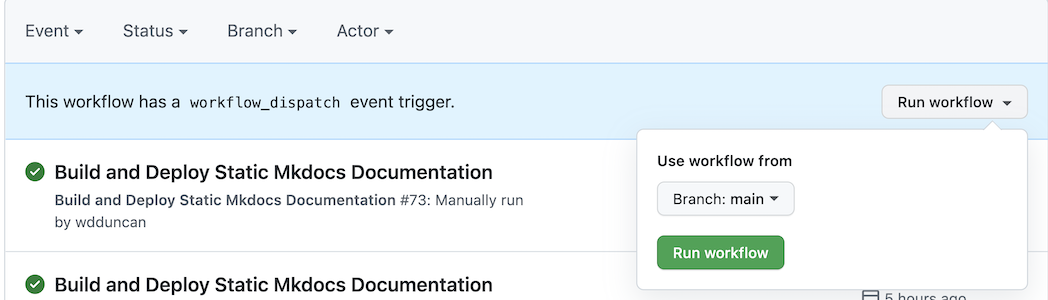 Event Status Branch Actor
This workflow has a workflow_dispatch event trigger.
Run workflow
Use workflow from
Branch: main
Run workflow
Build and Deploy Static Mkdocs Documentation
Build and Deploy Static Mkdocs Documentation #73: Manually run
by wdduncan
Build and Deploy Static Mkdocs Documentation
5 hours ago